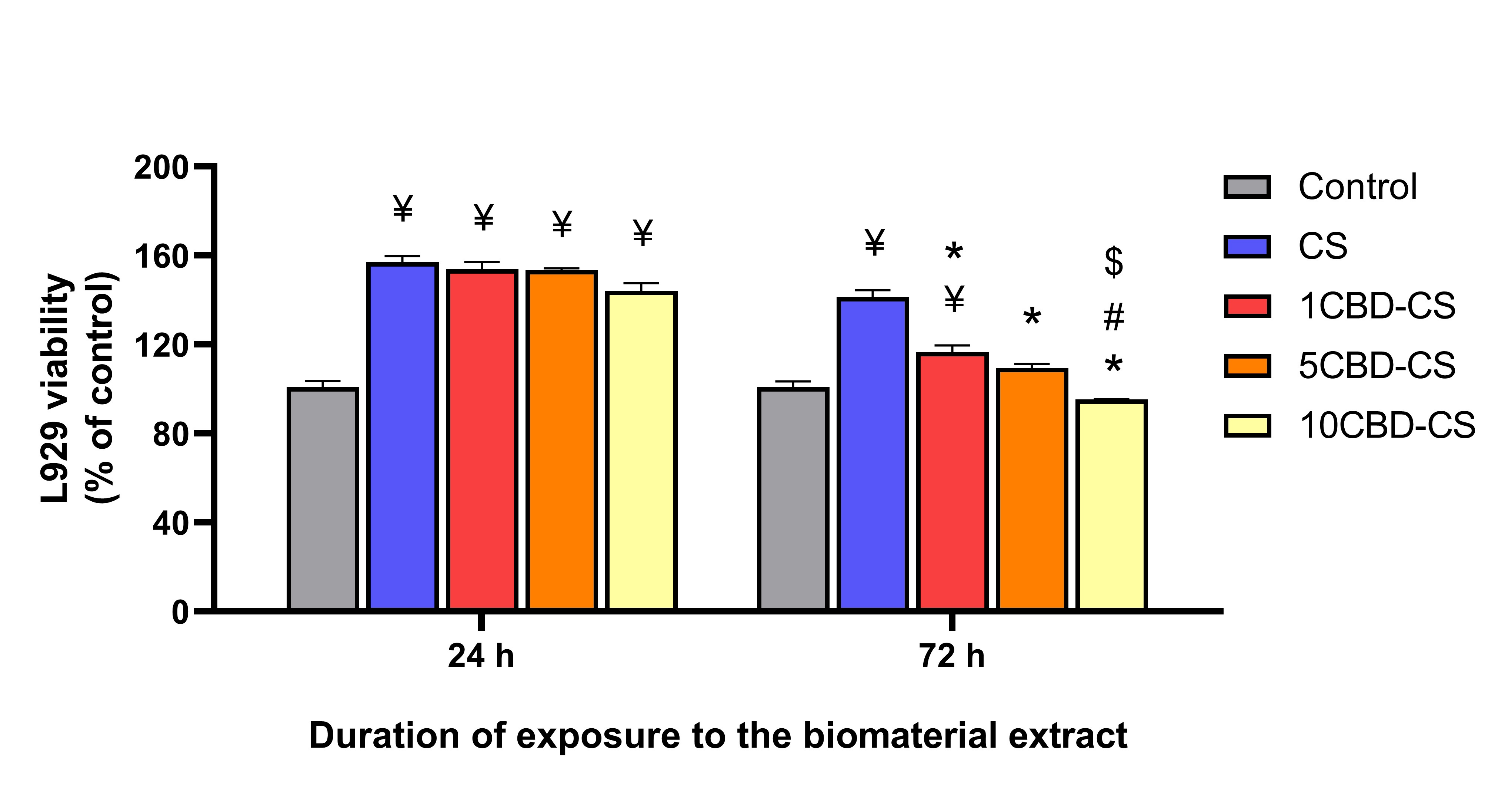 200
160
120
80
40
0
L929 viability
(% of control)
¥ ¥ ¥ ¥
¥
*
¥
*
$
#
*
24 h 72 h
Duration of exposure to the biomaterial extract
Control
CS
1CBD-CS
5CBD-CS
10CBD-CS